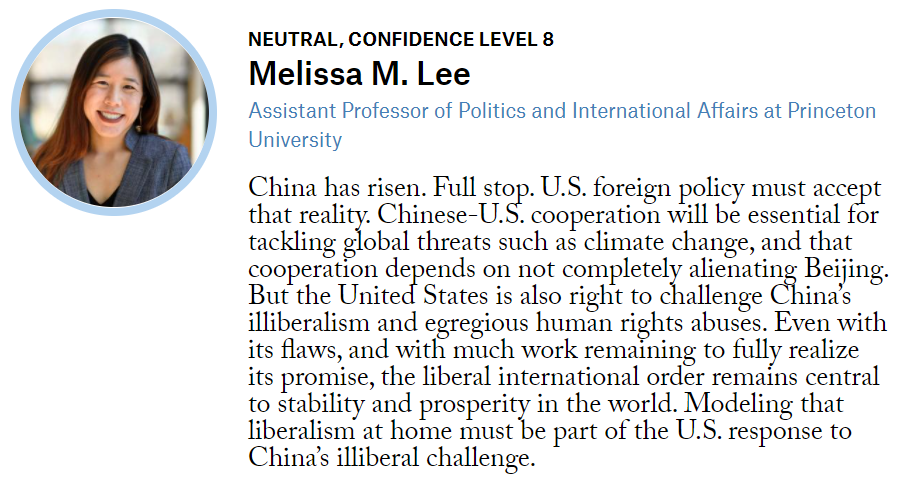 NEUTRAL, CONFIDENCE LEVEL 8
Melissa M. Lee
Assistant Professor of Politics and International Affairs at Princeton
University
China has risen. Full stop. U.S. foreign policy must accept
that reality. Chinese-U.S. cooperation will be essential for
tackling global threats such as climate change, and that
cooperation depends on not completely alienating Beijing.
But the United States is also right to challenge China’s
illiberalism and egregious human rights abuses. Even with
its flaws, and with much work remaining to fully realize
its promise, the liberal international order remains central
to stability and prosperity in the world. Modeling that
liberalism at home must be part of the U.S. response to
China’s illiberal challenge.